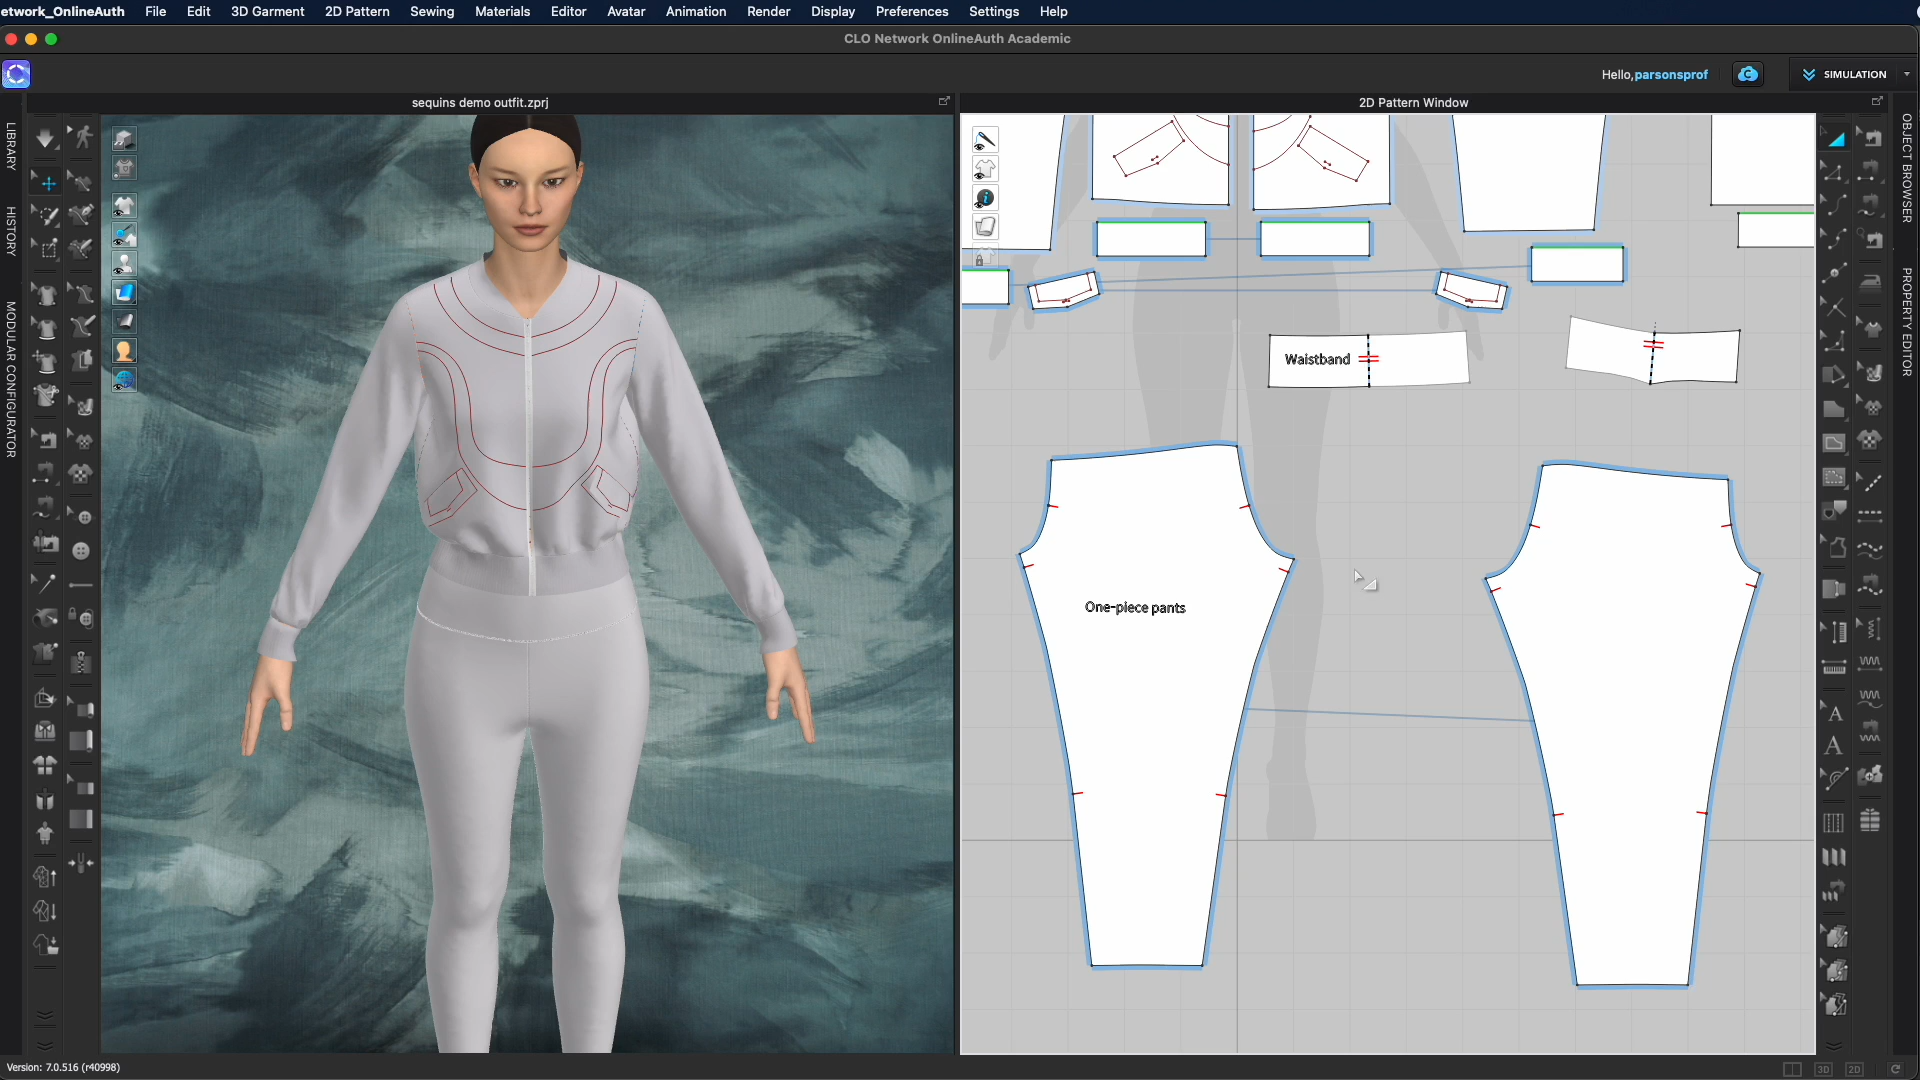 etwork_OnlineAuth File Edit 3D Garment 2D Pattern Sewing Materials Editor Avatar Animation Render Display Preferences Settings Help
CLO Network OnlineAuth Academic
Hello,parsonsprof
SIMULATION
sequins demo outfit.zprj
2D Pattern Window
LIBRARY
HISTORY
MODULAR CONFIGURATOR
OBJECT BROWSER
PROPERTY EDITOR
Waistband
One-piece pants
A
A
Version: 7.0.516 (r40998)
3D
2D